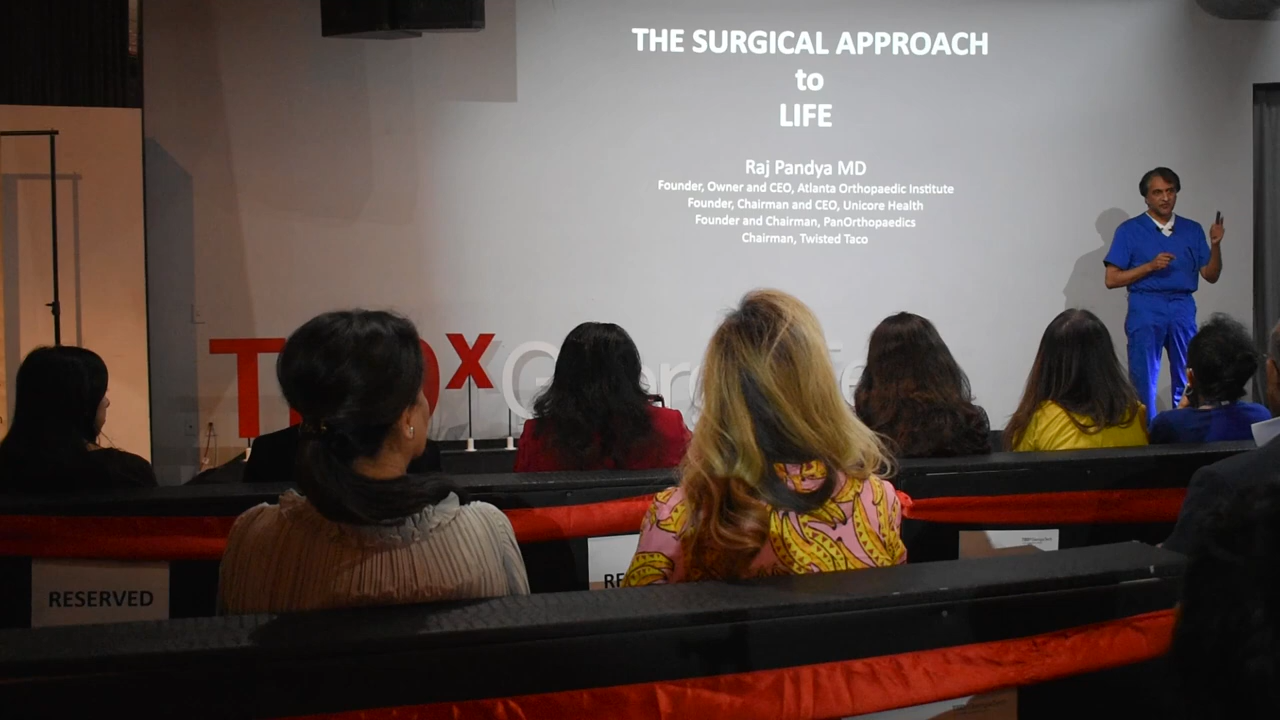 THE SURGICAL APPROACH
to
LIFE
Raj Pandya MD
Founder, Owner and CEO, Atlanta Orthopaedic Institute
Founder, Chairman and CEO, Unicore Health
Founder and Chairman, PanOrthopaedics
Chairman, Twisted Taco
RESERVED